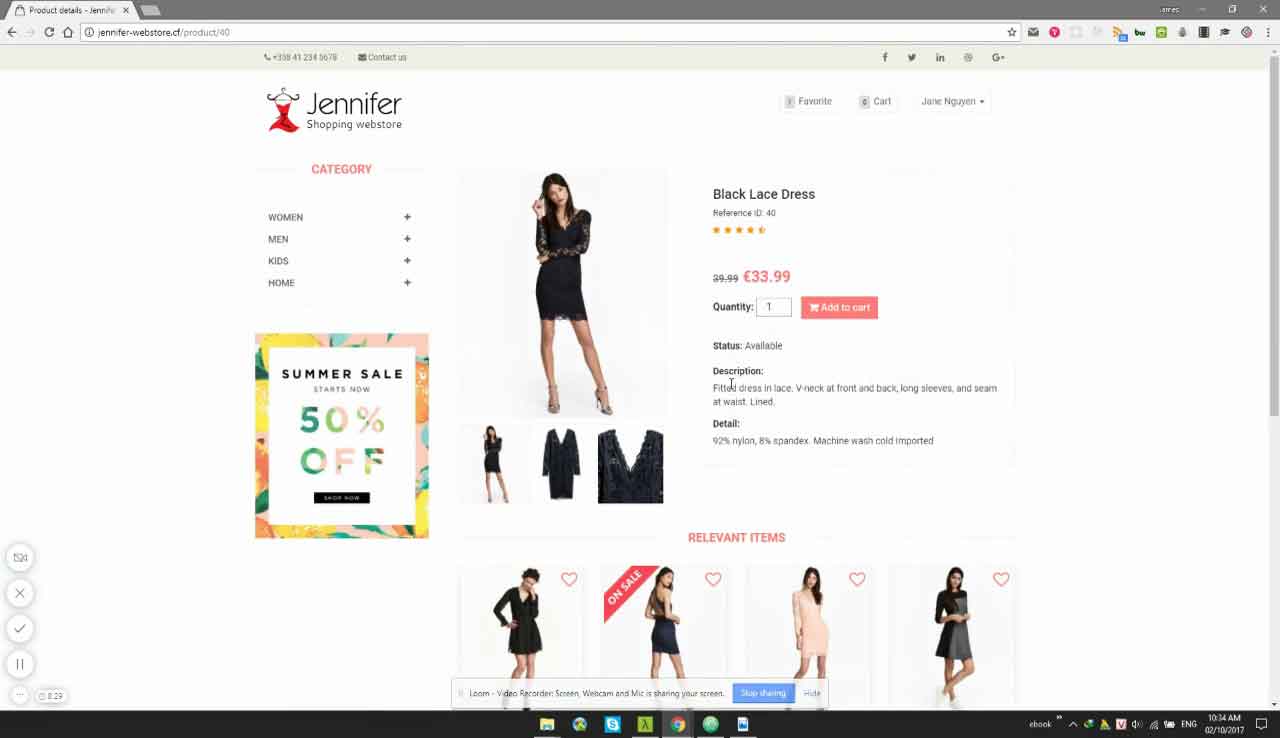 Product details - Jennife
James
jennifer-webstore.cf/product/40
Contact us
G+
Jennifer
Shopping webstore
Favorite
0 Cart
Jane Nguyen
CATEGORY
WOMEN +
MEN +
KIDS +
HOME +
SUMMER SALE
STARTS NOW
50%
OFF
SHOP NOW
Black Lace Dress
Reference ID: 40
39.99 €33.99
Quantity: 1 Add to cart
Status: Available
Description:
Fitted dress in lace. V-neck at front and back, long sleeves, and seam
at waist. Lined.
Detail:
92% nylon, 8% spandex. Machine wash cold Imported
RELEVANT ITEMS
ON SALE
8:29
Loom - Video Recorder: Screen, Webcam and Mic is sharing your screen. Stop sharing Hide
ebook
ENG
10:34 AM
02/10/2017